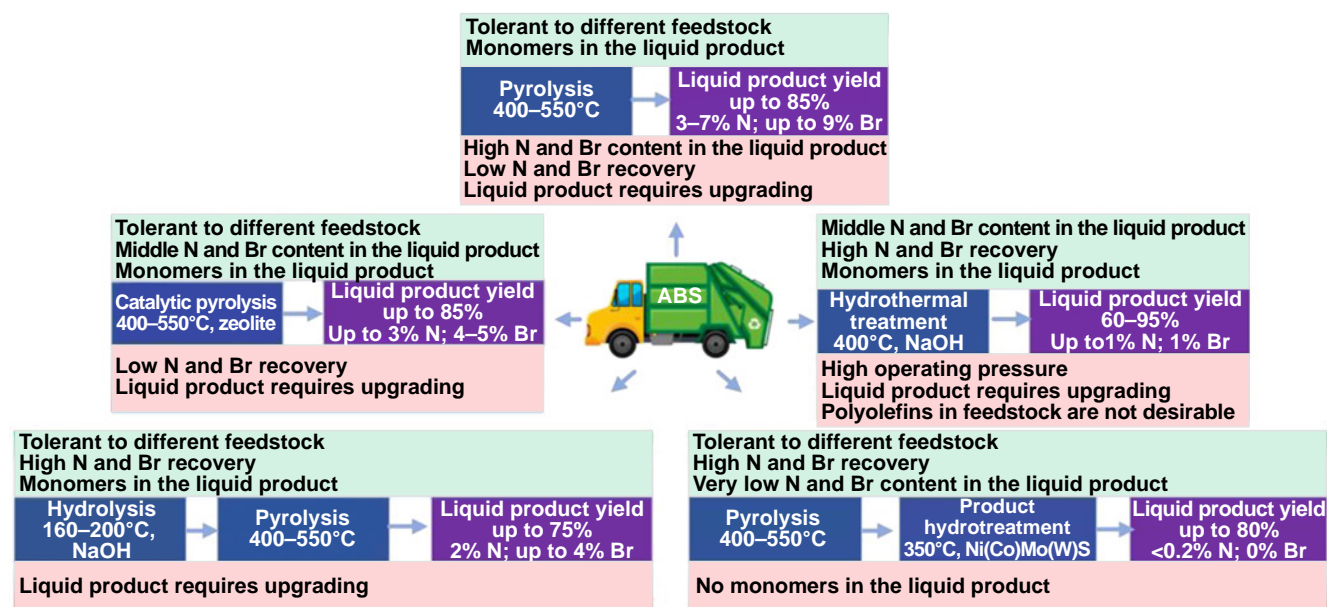 Tolerant to different feedstock
Monomers in the liquid product
Pyrolysis
400–550°C
Liquid product yield
up to 85%
3–7% N; up to 9% Br
High N and Br content in the liquid product
Low N and Br recovery
Liquid product requires upgrading
Tolerant to different feedstock
Middle N and Br content in the liquid product
Monomers in the liquid product
Catalytic pyrolysis
400–550°C, zeolite
Liquid product yield
up to 85%
Up to 3% N; 4–5% Br
Low N and Br recovery
Liquid product requires upgrading
ABS
Middle N and Br content in the liquid product
High N and Br recovery
Monomers in the liquid product
Hydrothermal
treatment
400°C, NaOH
Liquid product yield
60–95%
Up to1% N; 1% Br
High operating pressure
Liquid product requires upgrading
Polyolefins in feedstock are not desirable
Tolerant to different feedstock
High N and Br recovery
Monomers in the liquid product
Hydrolysis
160–200°C,
NaOH
Pyrolysis
400–550°C
Liquid product yield
up to 75%
2% N; up to 4% Br
Liquid product requires upgrading
Tolerant to different feedstock
High N and Br recovery
Very low N and Br content in the liquid product
Pyrolysis
400–550°C
Product
hydrotreatment
350°C, Ni(Co)Mo(W)S
Liquid product yield
up to 80%
<0.2% N; 0% Br
No monomers in the liquid product